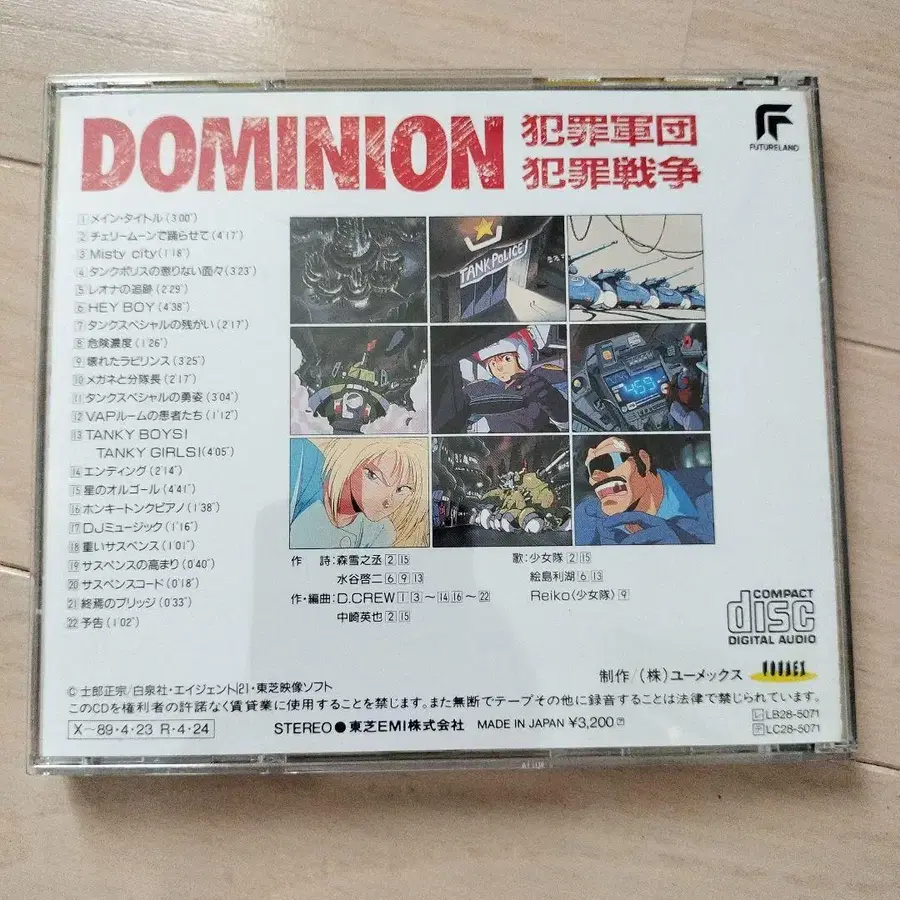 DOMINION 犯罪軍団
犯罪戦争
FUTURELAND
1 メイン・タイトル(3'00")
2 チェリームーンで踊らせて(4'17")
3 Misty city(1'18")
4 タンクポリスの懲りない面々(3'23")
5 レオナの追跡(2'29")
6 HEY BOY(4'38")
7 タンクスペシャルの残がい(2'17")
8 危険濃度(1'26")
9 壊れたラビリンス(3'25")
10 メガネと分隊長(2'17")
11 タンクスペシャルの勇姿(3'04")
12 VAPルームの患者たち(1'12")
13 TANKY BOYS!
TANKY GIRLS!(4'05")
14 エンディング(2'14")
15 星のオルゴール(4'41")
16 ホンキートンクピアノ(1'38")
17 DJミュージック(1'16")
18 重いサスペンス(1'01")
19 サスペンスの高まり(0'40")
20 サスペンスコード(0'18")
21 終焉のブリッジ(0'33")
22 予告(1'02")
TANK POLICE
459
作 詩:森雪之丞 2 15
水谷啓二 6 9 13
作・編曲:D.CREW 1 3〜14 16〜22
中崎英也 2 15
歌:少女隊 2 15
絵島利湖 6 13
Reiko〈少女隊〉 9
COMPACT
disc
DIGITAL AUDIO
制作/(株)ユーメックス
© 士郎正宗/白泉社・エイジェント21・東芝映像ソフト
このCDを権利者の許諾なく賃貸業に使用することを禁じます。また無断でテープその他に録音することは法律で禁じられています。
X-89・4・23 R・4・24
STEREO●東芝EMI株式会社 MADE IN JAPAN ¥3,200
LB28-5071
LC28-5071